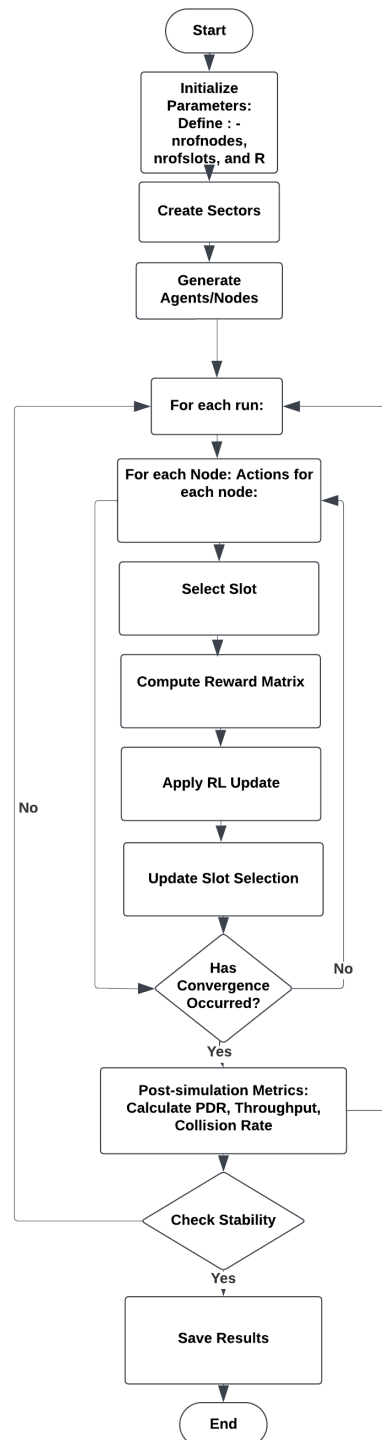 Start
Initialize
Parameters:
Define : -
nrofnodes,
nrofslots, and R
Create Sectors
Generate
Agents/Nodes
For each run:
For each Node: Actions for
each node:
Select Slot
Compute Reward Matrix
Apply RL Update
No
Update Slot Selection
Has
Convergence
Occurred?
No
Yes
Post-simulation Metrics:
Calculate PDR, Throughput,
Collision Rate
Check Stability
Yes
Save Results
End